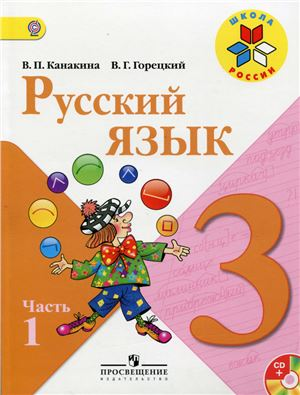 ШКОЛА
РОССИИ
В. П. Канакина В. Г. Горецкий
Русский
язык
3
Часть
1
CD
+
ПРОСВЕЩЕНИЕ
ИЗДАТЕЛЬСТВО